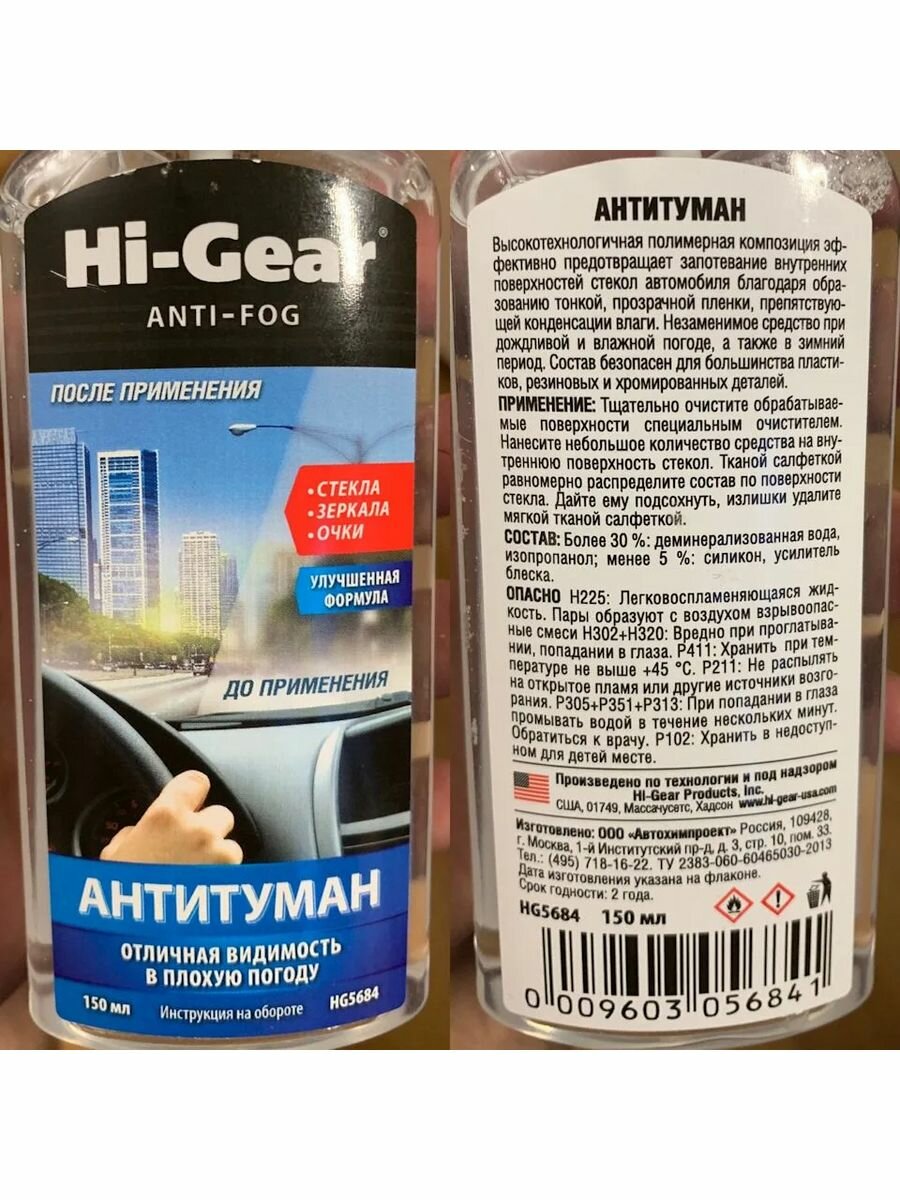 Hi-Gear®
ANTI-FOG
ПОСЛЕ ПРИМЕНЕНИЯ
•СТЕКЛА
•ЗЕРКАЛА
•ОЧКИ
УЛУЧШЕННАЯ
ФОРМУЛА
ДО ПРИМЕНЕНИЯ
АНТИТУМАН
ОТЛИЧНАЯ ВИДИМОСТЬ
В ПЛОХУЮ ПОГОДУ
150 мл Инструкция на обороте HG5684
АНТИТУМАН
Высокотехнологичная полимерная композиция эф-
фективно предотвращает запотевание внутренних
поверхностей стекол автомобиля благодаря обра-
зованию тонкой, прозрачной пленки, препятствую-
щей конденсации влаги. Незаменимое средство при
дождливой и влажной погоде, а также в зимний
период. Состав безопасен для большинства пласти-
ков, резиновых и хромированных деталей.
ПРИМЕНЕНИЕ: Тщательно очистите обрабатывае-
мые поверхности специальным очистителем.
Нанесите небольшое количество средства на вну-
треннюю поверхность стекол. Тканой салфеткой
равномерно распределите состав по поверхности
стекла. Дайте ему подсохнуть, излишки удалите
мягкой тканой салфеткой.
СОСТАВ: Более 30 %: деминерализованная вода,
изопропанол; менее 5 %: силикон, усилитель
блеска.
ОПАСНО H225: Легковоспламеняющаяся жид-
кость. Пары образуют с воздухом взрывоопас-
ные смеси H302+H320: Вредно при проглатыва-
нии, попадании в глаза. P411: Хранить при тем-
пературе не выше +45 °C. P211: Не распылять
на открытое пламя или другие источники возго-
рания. P305+P351+P313: При попадании в глаза
промывать водой в течение нескольких минут.
Обратиться к врачу. P102: Хранить в недоступ-
ном для детей месте.
Произведено по технологии и под надзором
Hi-Gear Products, Inc.
США, 01749, Массачусетс, Хадсон www.hi-gear-usa.com
Изготовлено: ООО «Автохимпроект» Россия, 109428,
г. Москва, 1-й Институтский пр-д, д. 3, стр. 10, пом. 33.
Тел.: (495) 718-16-22. ТУ 2383-060-60465030-2013
Дата изготовления указана на флаконе.
Срок годности: 2 года.
HG5684 150 мл
0 009603 056841